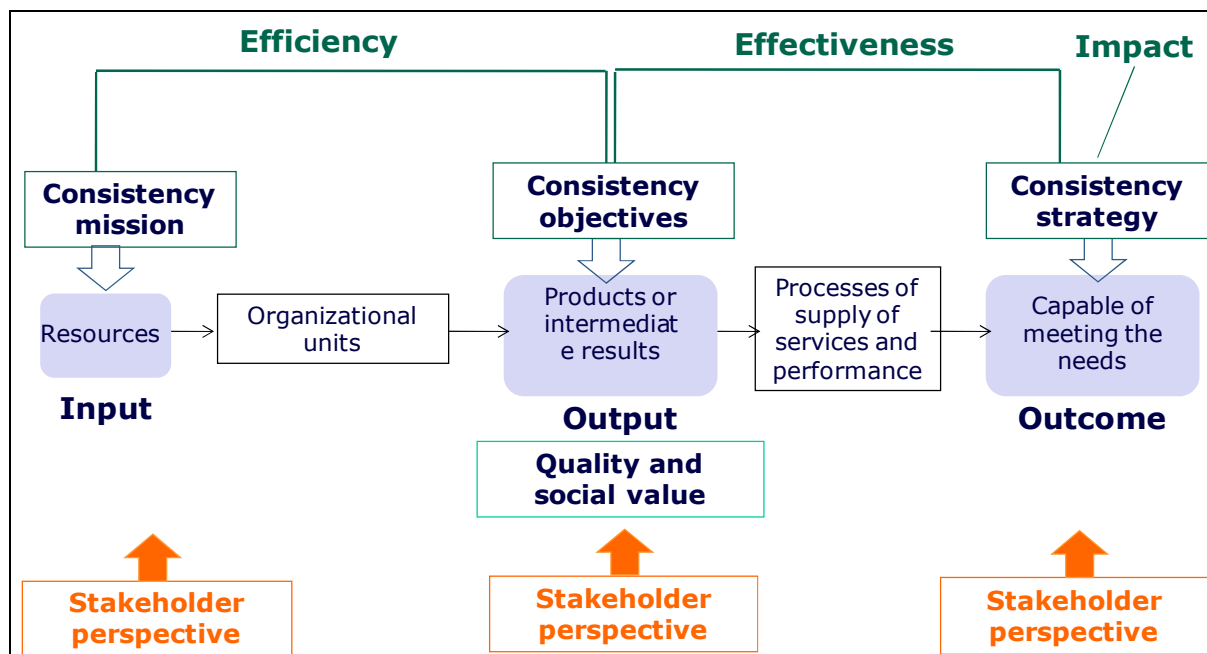 Efficiency
Effectiveness
Impact
Consistency
mission
Consistency
objectives
Consistency
strategy
Resources
Organizational
units
Products or
intermediat
e results
Processes of
supply of
services and
performance
Capable of
meeting the
needs
Input
Output
Outcome
Quality and
social value
Stakeholder
perspective
Stakeholder
perspective
Stakeholder
perspective